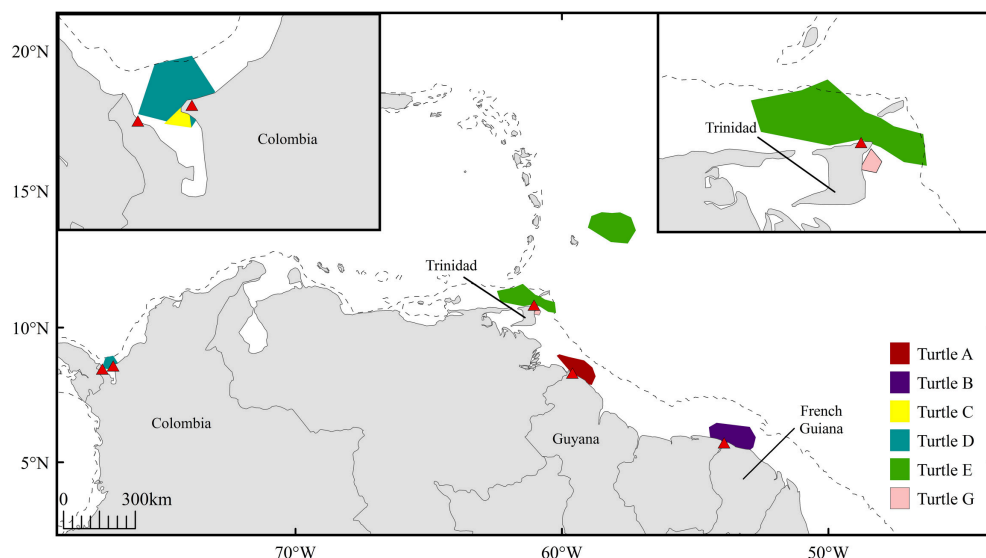 20°N
15°N
10°N
5°N
Colombia
Trinidad
Trinidad
Colombia
Guyana
French
Guiana
Turtle A
Turtle B
Turtle C
Turtle D
Turtle E
Turtle G
0 300km
70°W
60°W
50°W